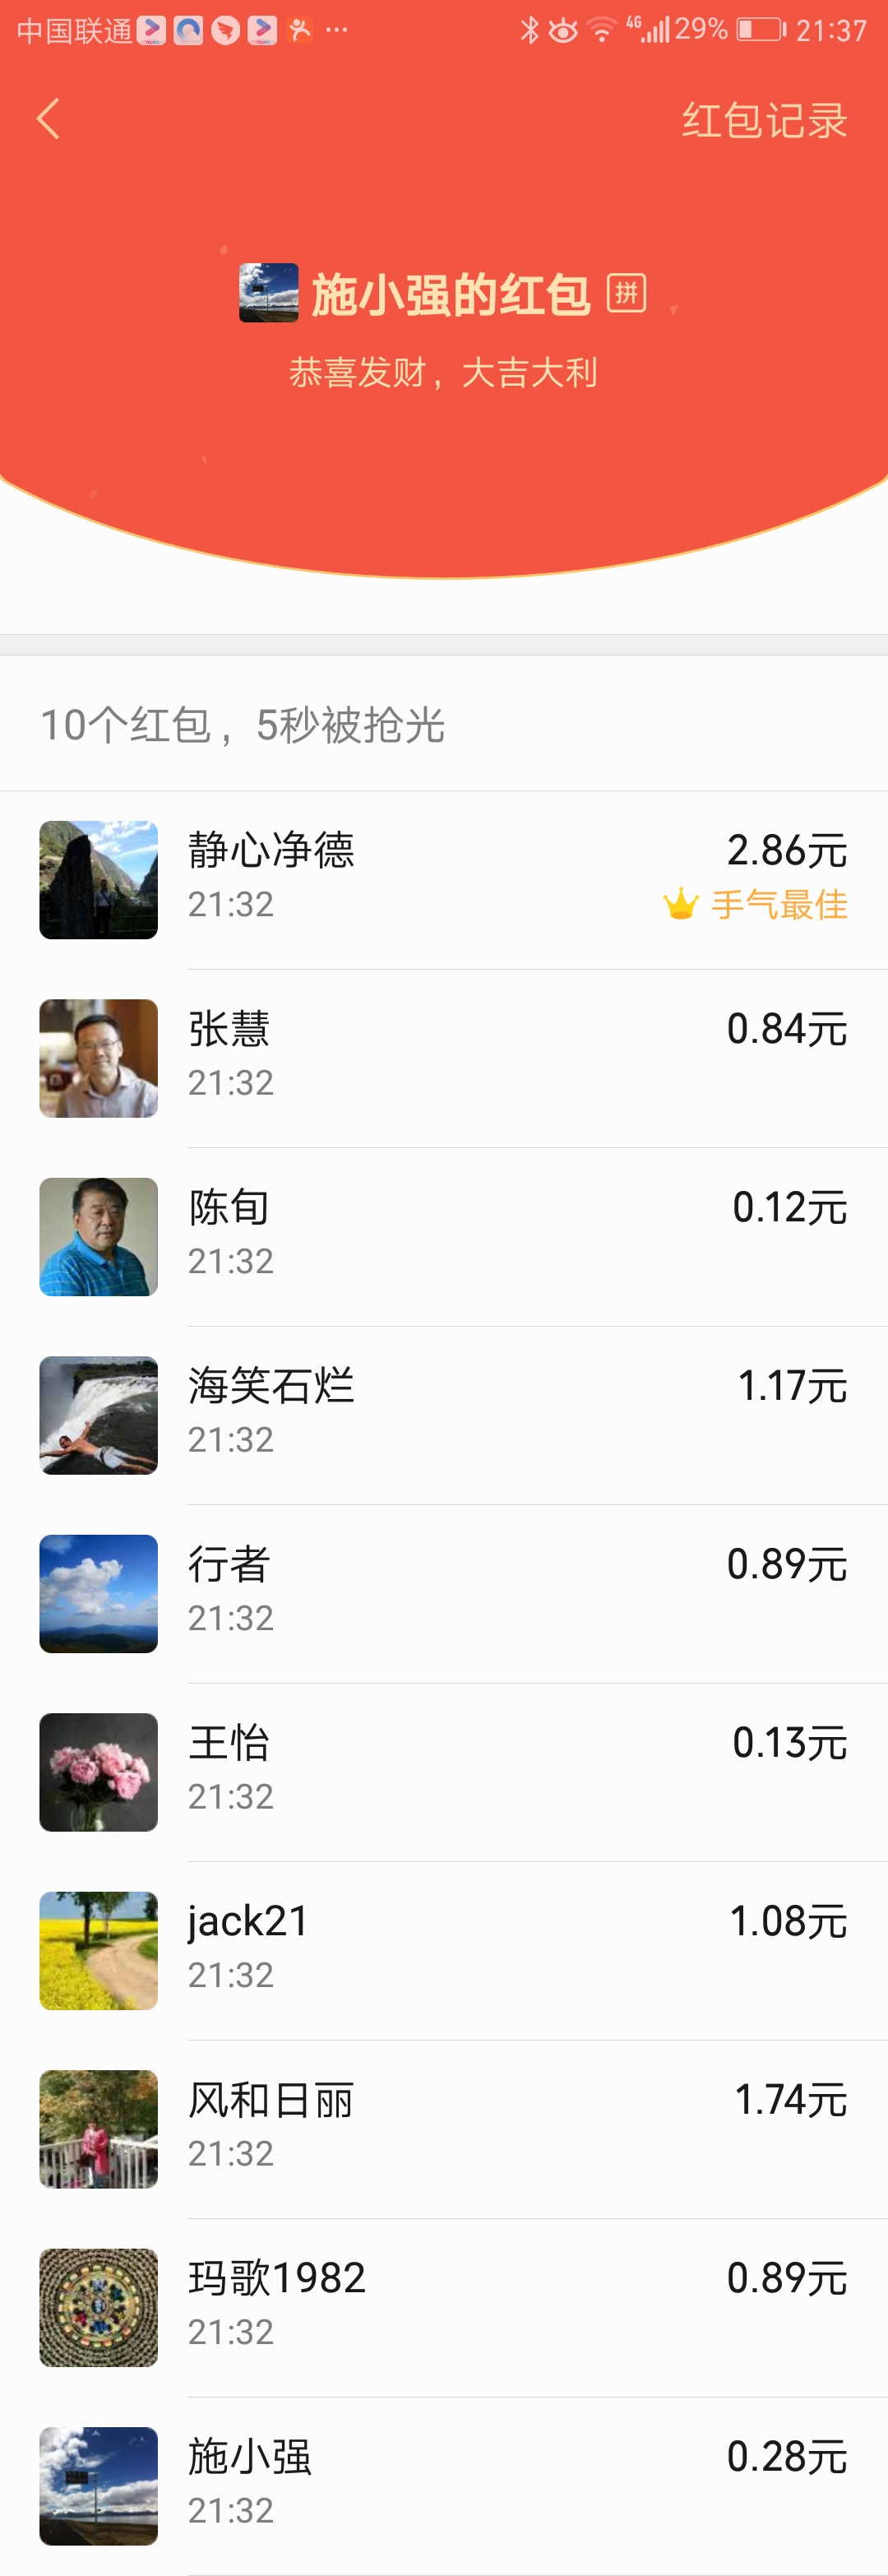 中国联通 4G 29% 21:37
红包记录
施小强的红包 拼
恭喜发财，大吉大利
10个红包，5秒被抢光
静心净德 2.86元
21:32 手气最佳
张慧 0.84元
21:32
陈旬 0.12元
21:32
海笑石烂 1.17元
21:32
行者 0.89元
21:32
王怡 0.13元
21:32
jack21 1.08元
21:32
风和日丽 1.74元
21:32
玛歌1982 0.89元
21:32
施小强 0.28元
21:32